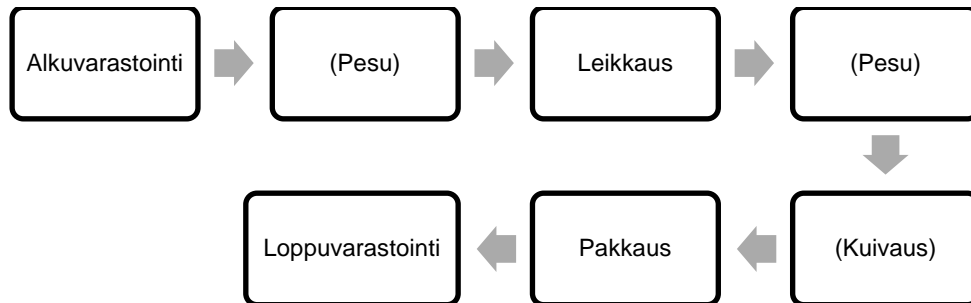 Alkuvarastointi
(Pesu)
Leikkaus
(Pesu)
(Kuivaus)
Pakkaus
Loppuvarastointi